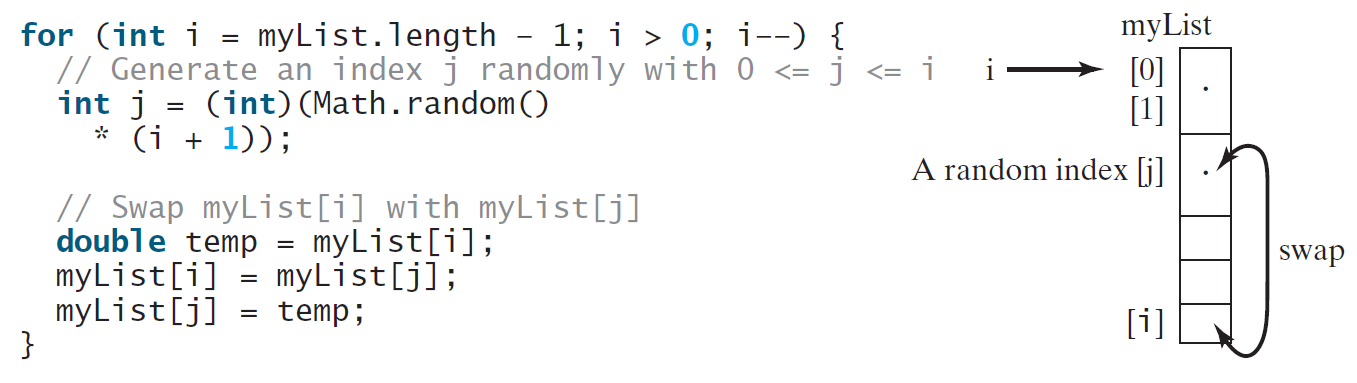 for (int i = myList.length - 1; i > 0; i--) {
  // Generate an index j randomly with 0 <= j <= i
  int j = (int)(Math.random()
    * (i + 1));

  // Swap myList[i] with myList[j]
  double temp = myList[i];
  myList[i] = myList[j];
  myList[j] = temp;
}
myList
i
[0]
[1]
A random index [j]
swap
[i]